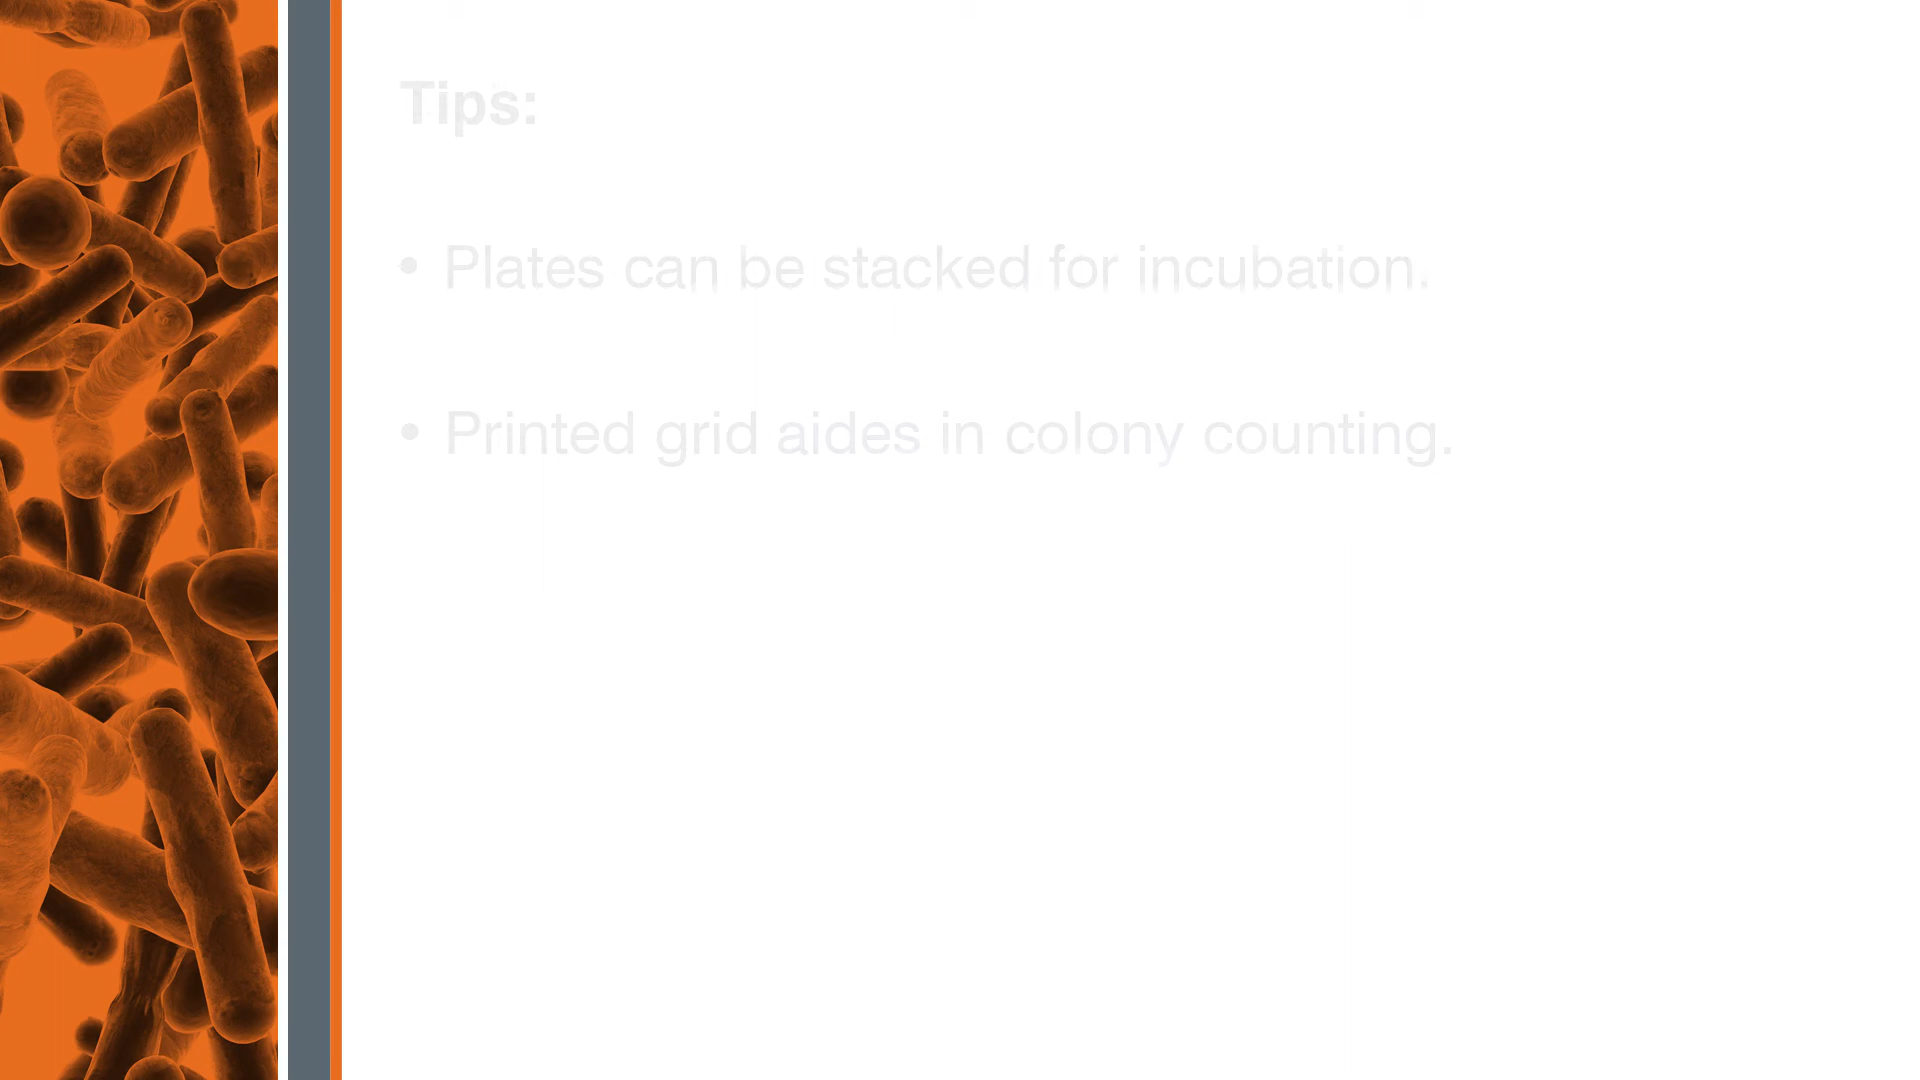 Tips:
• Plates can be stacked for incubation.
• Printed grid aides in colony counting.